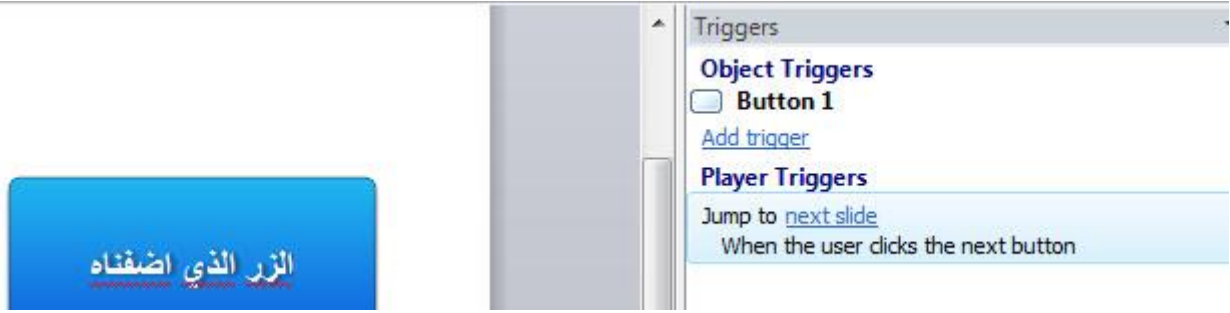 Triggers
Object Triggers
Button 1
Add trigger
Player Triggers
Jump to next slide
When the user clicks the next button
الزر الذي اضفناه